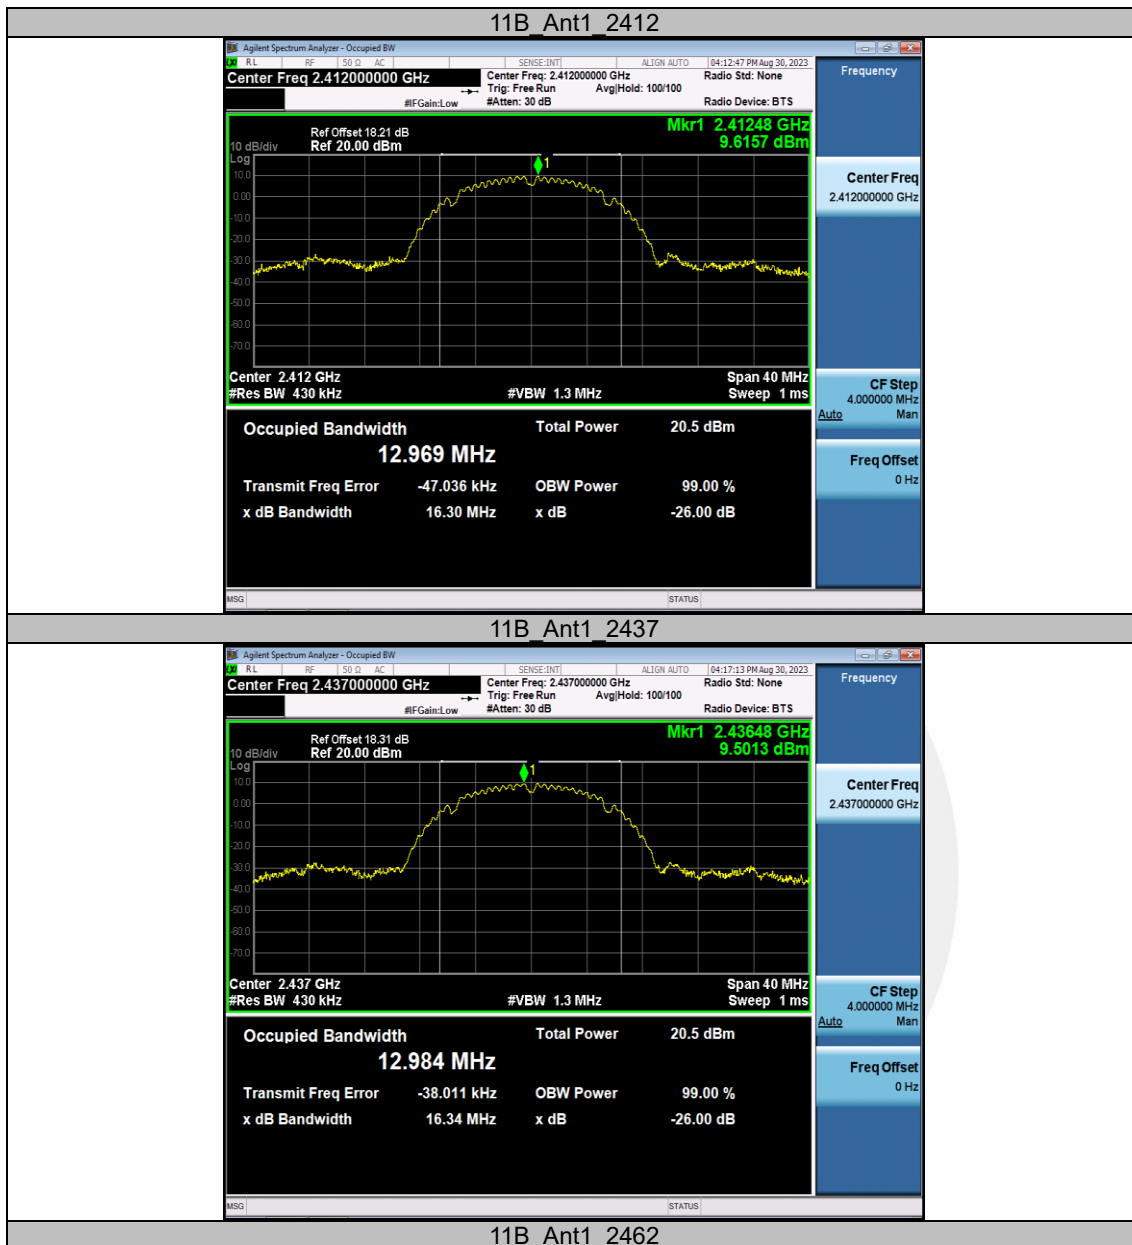 11B_Ant1_2412
Agilent Spectrum Analyzer - Occupied BW
RL RF 50 Ω AC SENSE:INT ALIGN AUTO 04:12:47 PM Aug 30, 2023
Center Freq 2.412000000 GHz
Center Freq: 2.412000000 GHz Radio Std: None
Trig: Free Run Avg|Hold: 100/100
#IFGain:Low #Atten: 30 dB Radio Device: BTS
Frequency
Ref Offset 18.21 dB Mkr1 2.41248 GHz
10 dB/div Ref 20.00 dBm 9.6157 dBm
Log
10.0
0.00
-10.0
-20.0
-30.0
-40.0
-50.0
-60.0
-70.0
1
Center Freq
2.412000000 GHz
Center 2.412 GHz Span 40 MHz
#Res BW 430 kHz #VBW 1.3 MHz Sweep 1 ms
CF Step
4.000000 MHz
Auto Man
Occupied Bandwidth Total Power 20.5 dBm
12.969 MHz
Transmit Freq Error -47.036 kHz OBW Power 99.00 %
x dB Bandwidth 16.30 MHz x dB -26.00 dB
Freq Offset
0 Hz
MSG STATUS
11B_Ant1_2437
Agilent Spectrum Analyzer - Occupied BW
RL RF 50 Ω AC SENSE:INT ALIGN AUTO 04:17:13 PM Aug 30, 2023
Center Freq 2.437000000 GHz
Center Freq: 2.437000000 GHz Radio Std: None
Trig: Free Run Avg|Hold: 100/100
#IFGain:Low #Atten: 30 dB Radio Device: BTS
Frequency
Ref Offset 18.31 dB Mkr1 2.43648 GHz
10 dB/div Ref 20.00 dBm 9.5013 dBm
Log
10.0
0.00
-10.0
-20.0
-30.0
-40.0
-50.0
-60.0
-70.0
1
Center Freq
2.437000000 GHz
Center 2.437 GHz Span 40 MHz
#Res BW 430 kHz #VBW 1.3 MHz Sweep 1 ms
CF Step
4.000000 MHz
Auto Man
Occupied Bandwidth Total Power 20.5 dBm
12.984 MHz
Transmit Freq Error -38.011 kHz OBW Power 99.00 %
x dB Bandwidth 16.34 MHz x dB -26.00 dB
Freq Offset
0 Hz
MSG STATUS
11B_Ant1_2462